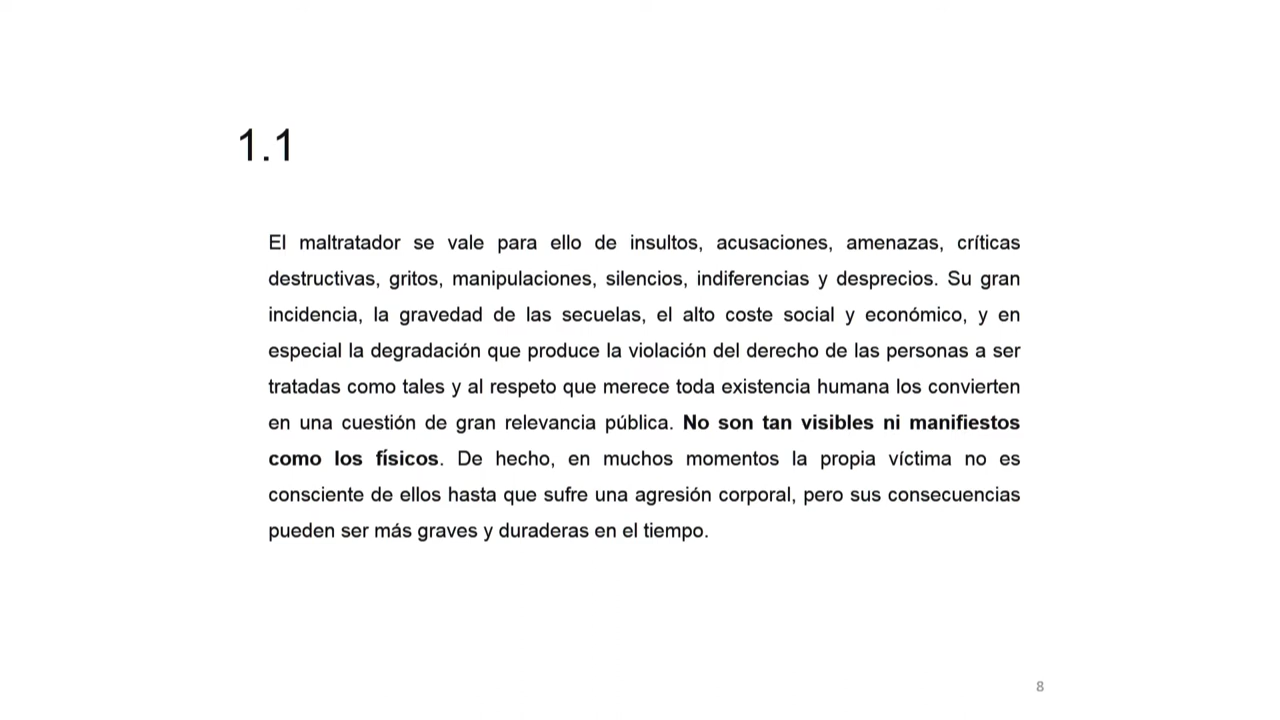 1.1
El maltratador se vale para ello de insultos, acusaciones, amenazas, críticas
destructivas, gritos, manipulaciones, silencios, indiferencias y desprecios. Su gran
incidencia, la gravedad de las secuelas, el alto coste social y económico, y en
especial la degradación que produce la violación del derecho de las personas a ser
tratadas como tales y al respeto que merece toda existencia humana los convierten
en una cuestión de gran relevancia pública. No son tan visibles ni manifiestos
como los físicos. De hecho, en muchos momentos la propia víctima no es
consciente de ellos hasta que sufre una agresión corporal, pero sus consecuencias
pueden ser más graves y duraderas en el tiempo.
8